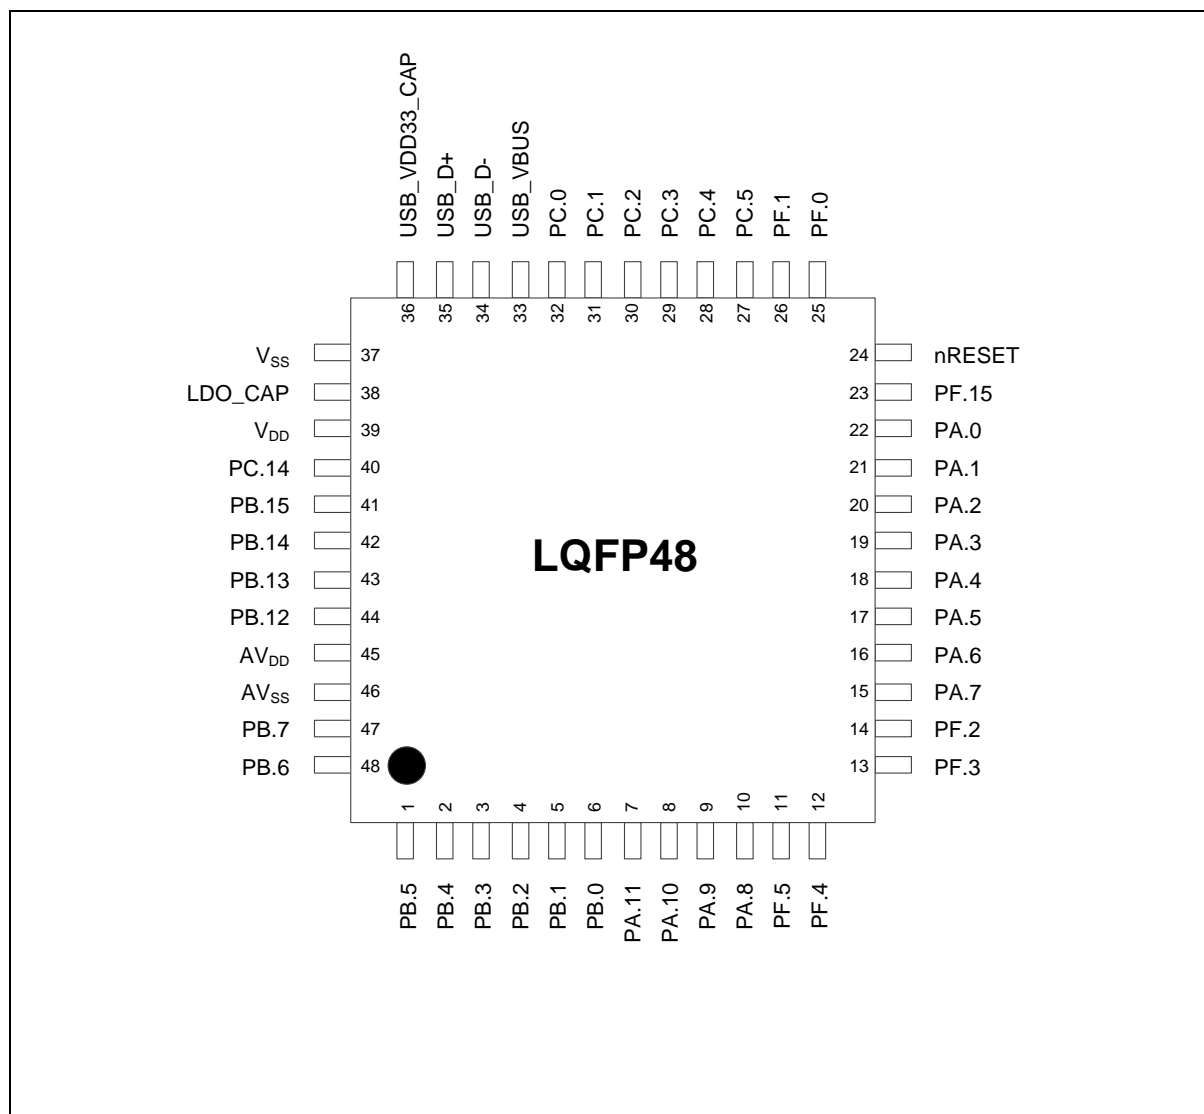 USB_VDD33_CAP
USB_D+
USB_D-
USB_VBUS
PC.0
PC.1
PC.2
PC.3
PC.4
PC.5
PF.1
PF.0
36
35
34
33
32
31
30
29
28
27
26
25
VSS 37
LDO_CAP 38
VDD 39
PC.14 40
PB.15 41
PB.14 42
PB.13 43
PB.12 44
AVDD 45
AVSS 46
PB.7 47
PB.6 48
LQFP48
24 nRESET
23 PF.15
22 PA.0
21 PA.1
20 PA.2
19 PA.3
18 PA.4
17 PA.5
16 PA.6
15 PA.7
14 PF.2
13 PF.3
1
2
3
4
5
6
7
8
9
10
11
12
PB.5
PB.4
PB.3
PB.2
PB.1
PB.0
PA.11
PA.10
PA.9
PA.8
PF.5
PF.4